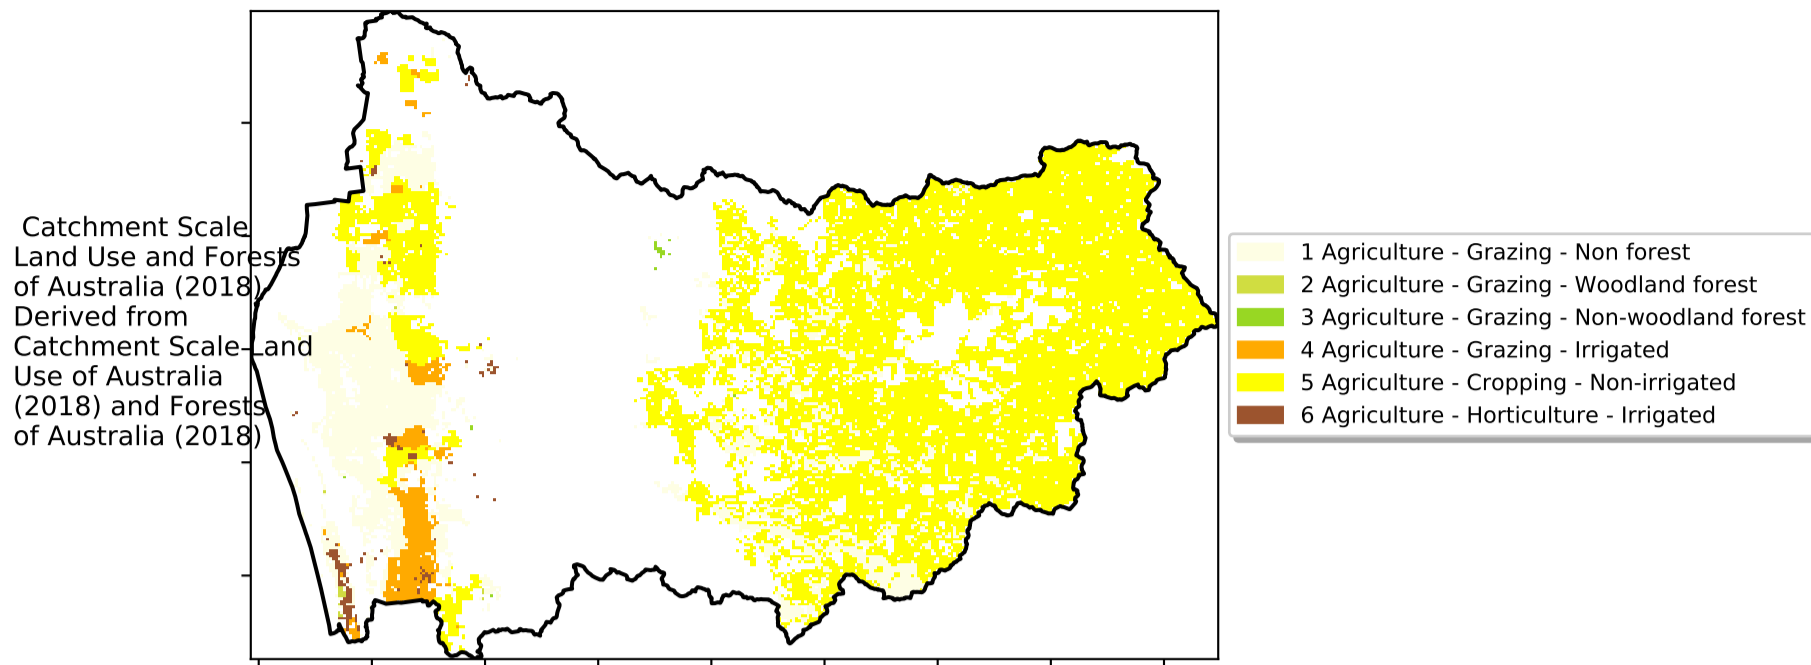 Catchment Scale
Land Use and Forests
of Australia (2018)
Derived from
Catchment Scale Land
Use of Australia
(2018) and Forests
of Australia (2018)
1 Agriculture - Grazing - Non forest
2 Agriculture - Grazing - Woodland forest
3 Agriculture - Grazing - Non-woodland forest
4 Agriculture - Grazing - Irrigated
5 Agriculture - Cropping - Non-irrigated
6 Agriculture - Horticulture - Irrigated